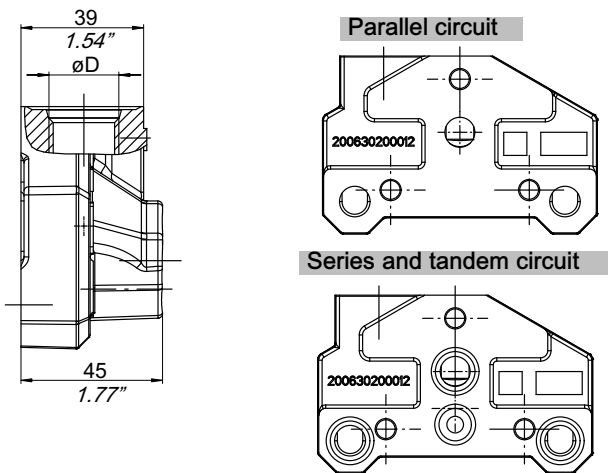 39
1.54"
øD
45
1.77"
Parallel circuit
200630200012
Series and tandem circuit
200630200012